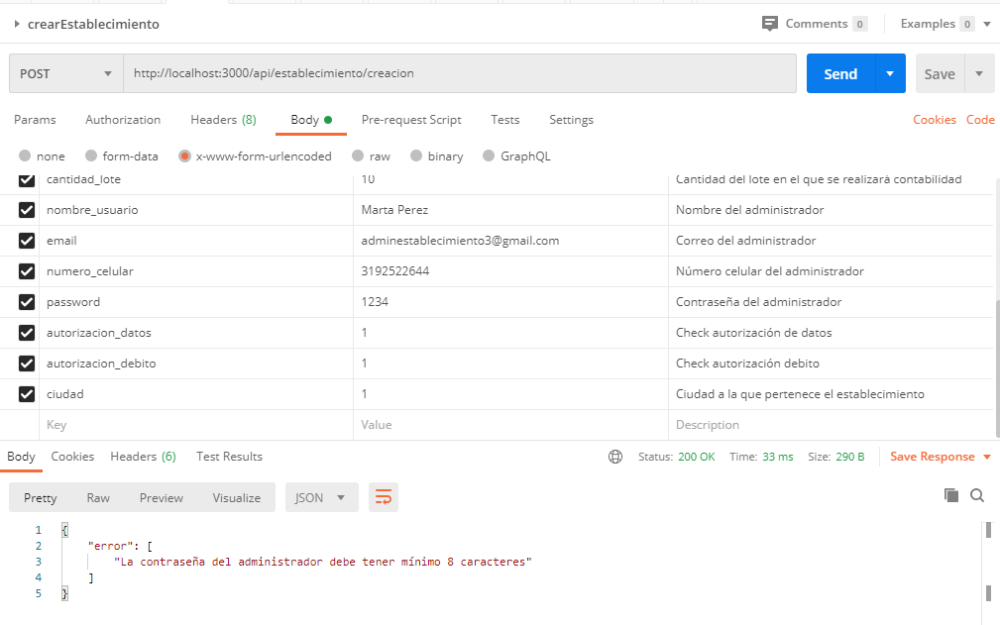 crearEstablecimiento Comments 0 Examples 0
POST http://localhost:3000/api/establecimiento/creacion Send Save
Params Authorization Headers (8) Body Pre-request Script Tests Settings Cookies Code
none form-data x-www-form-urlencoded raw binary GraphQL
cantidad_lote 10 Cantidad del lote en el que se realizará contabilidad
nombre_usuario Marta Perez Nombre del administrador
email adminestablecimiento3@gmail.com Correo del administrador
numero_celular 3192522644 Número celular del administrador
password 1234 Contraseña del administrador
autorizacion_datos 1 Check autorización de datos
autorizacion_debito 1 Check autorización debito
ciudad 1 Ciudad a la que pertenece el establecimiento
Key Value Description
Body Cookies Headers (6) Test Results Status: 200 OK Time: 33 ms Size: 290 B Save Response
Pretty Raw Preview Visualize JSON
1 {
2 "error": [
3 "La contraseña del administrador debe tener mínimo 8 caracteres"
4 ]
5 }